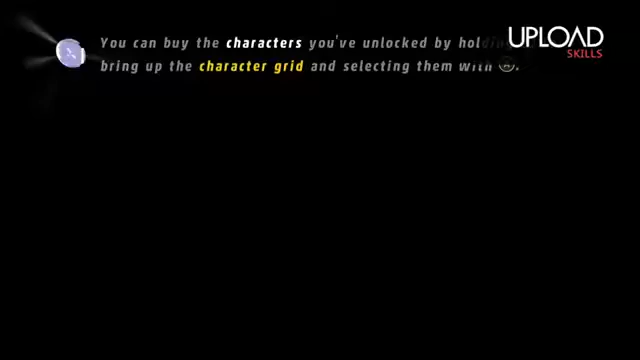 You can buy the characters you've unlocked by holding
bring up the character grid and selecting them with
UPLOAD
SKILLS